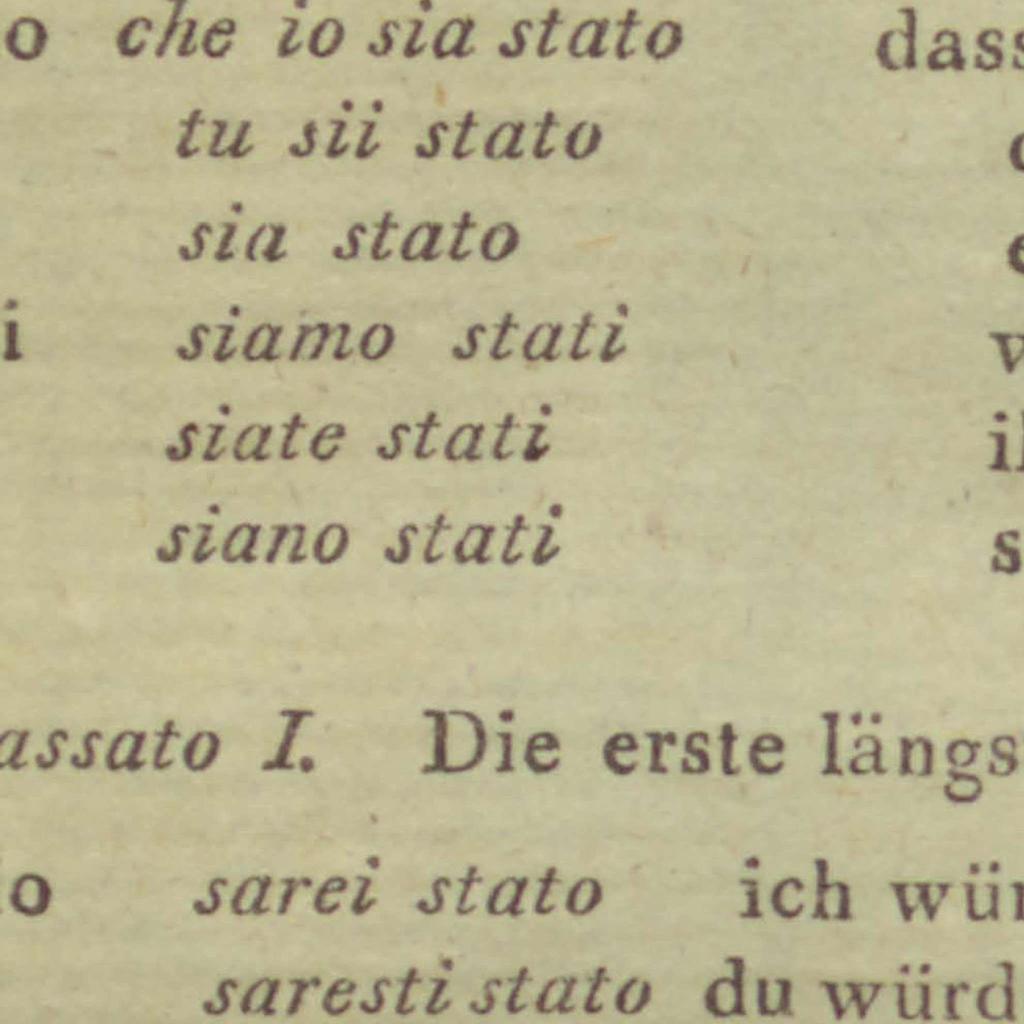 o che io sia stato dass
tu sii stato
sia stato e
i siamo stati
siate stati
siano stati s
assato I. Die erste längs
io sarei stato ich wür
saresti stato du würd